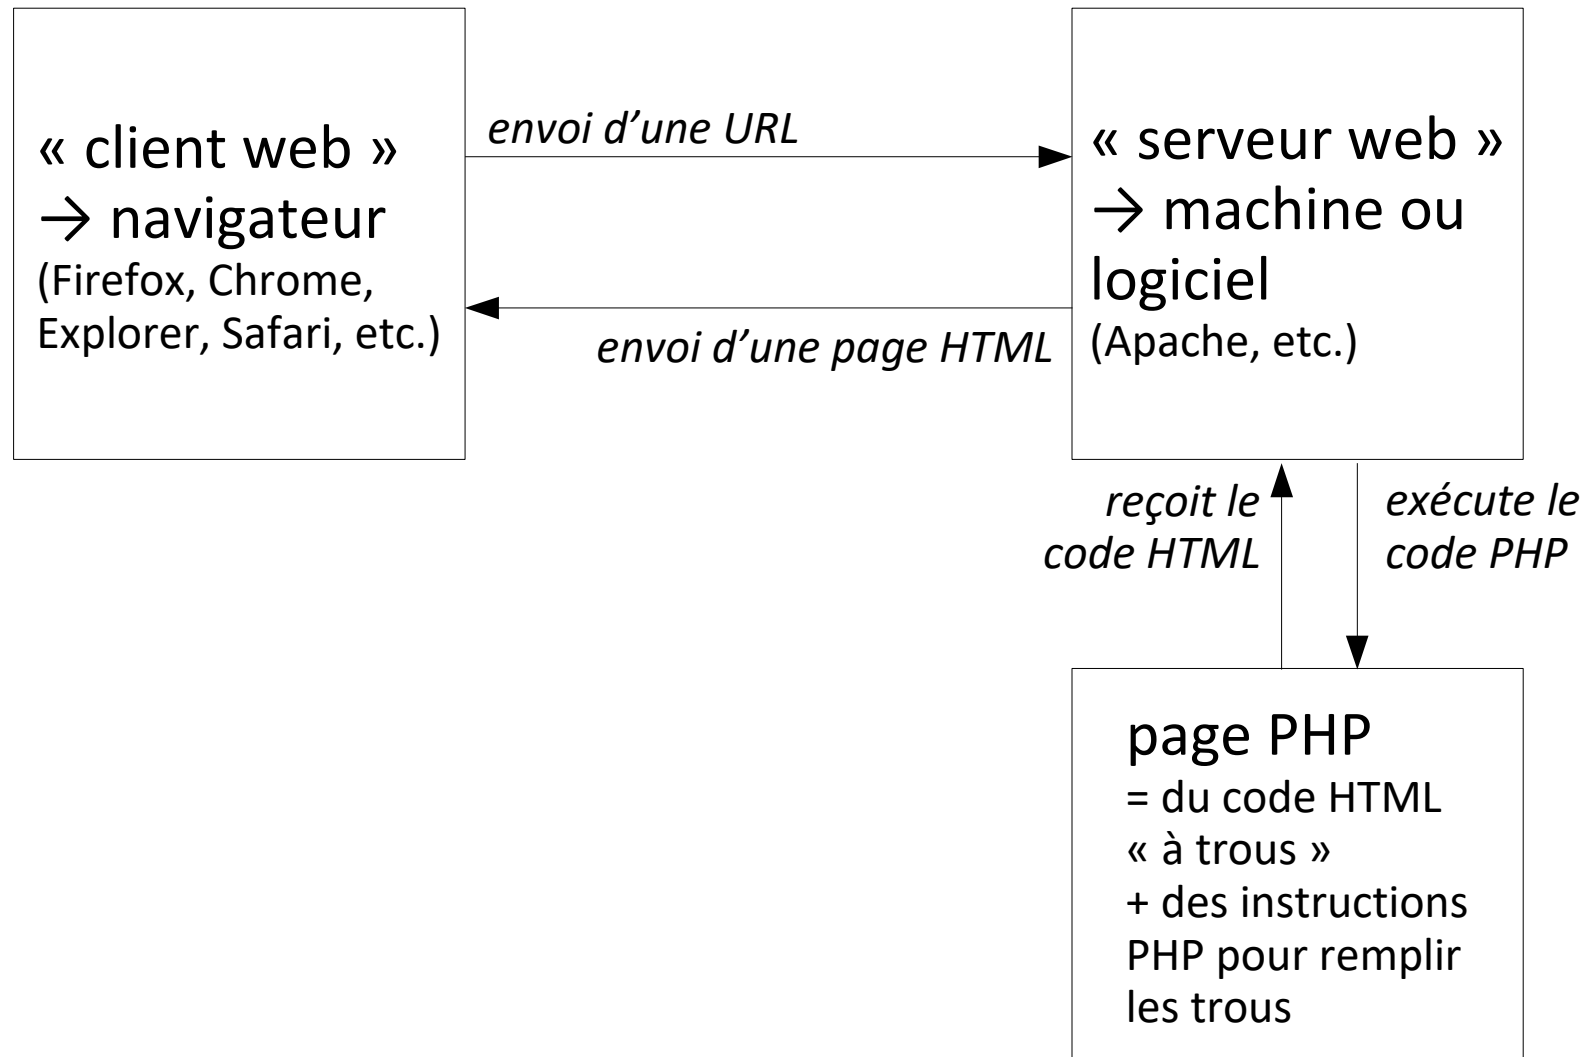 « client web »
→ navigateur
(Firefox, Chrome,
Explorer, Safari, etc.)
envoi d’une URL
envoi d’une page HTML
« serveur web »
→ machine ou
logiciel
(Apache, etc.)
reçoit le
code HTML
exécute le
code PHP
page PHP
= du code HTML
« à trous »
+ des instructions
PHP pour remplir
les trous